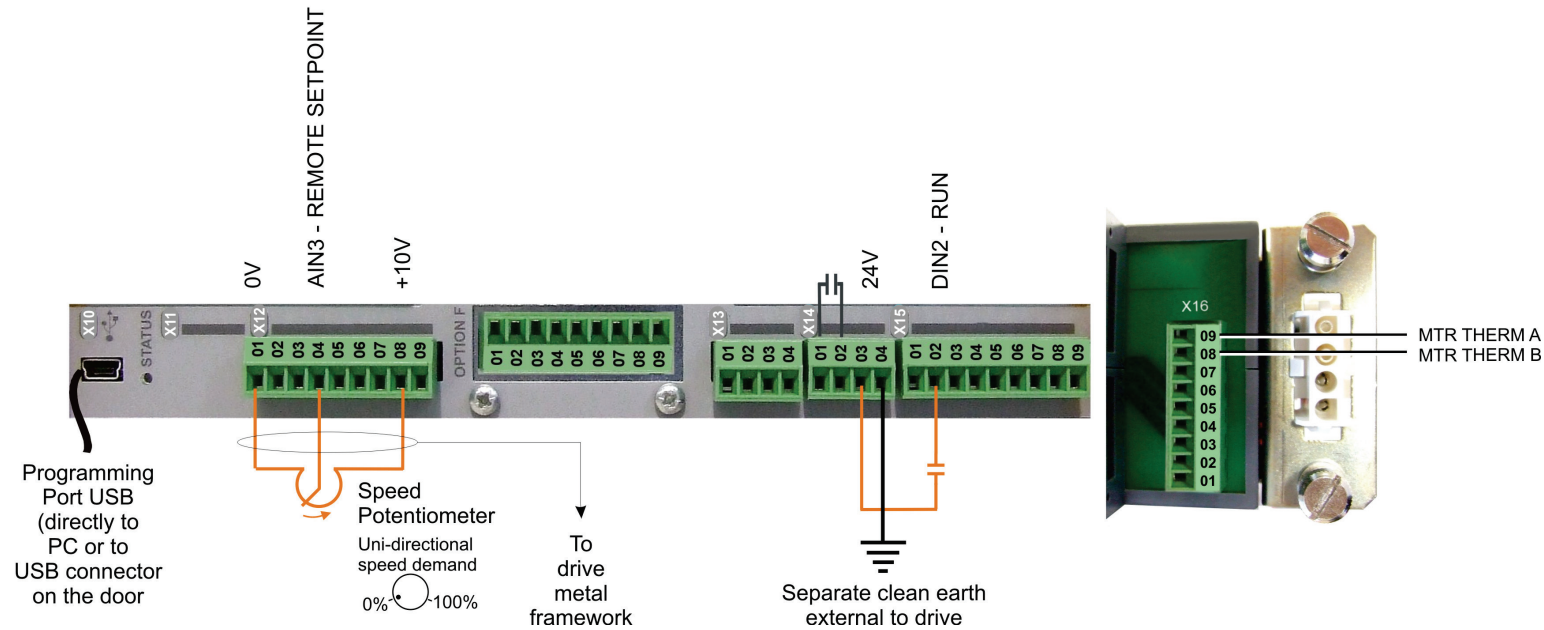 AIN3 - REMOTE SETPOINT
0V
+10V
24V
DIN2 - RUN
X10
STATUS
X11
X12
OPTION F
X13
X14
X15
01 02 03 04 05 06 07 08 09
01 02 03 04 05 06 07 08 09
01 02 03 04
01 02 03 04
01 02 03 04 05 06 07 08 09
X16
09
08
07
06
05
04
03
02
01
MTR THERM A
MTR THERM B
Programming
Port USB
(directly to
PC or to
USB connector
on the door
Speed
Potentiometer
Uni-directional
speed demand
0%
100%
To
drive
metal
framework
Separate clean earth
external to drive